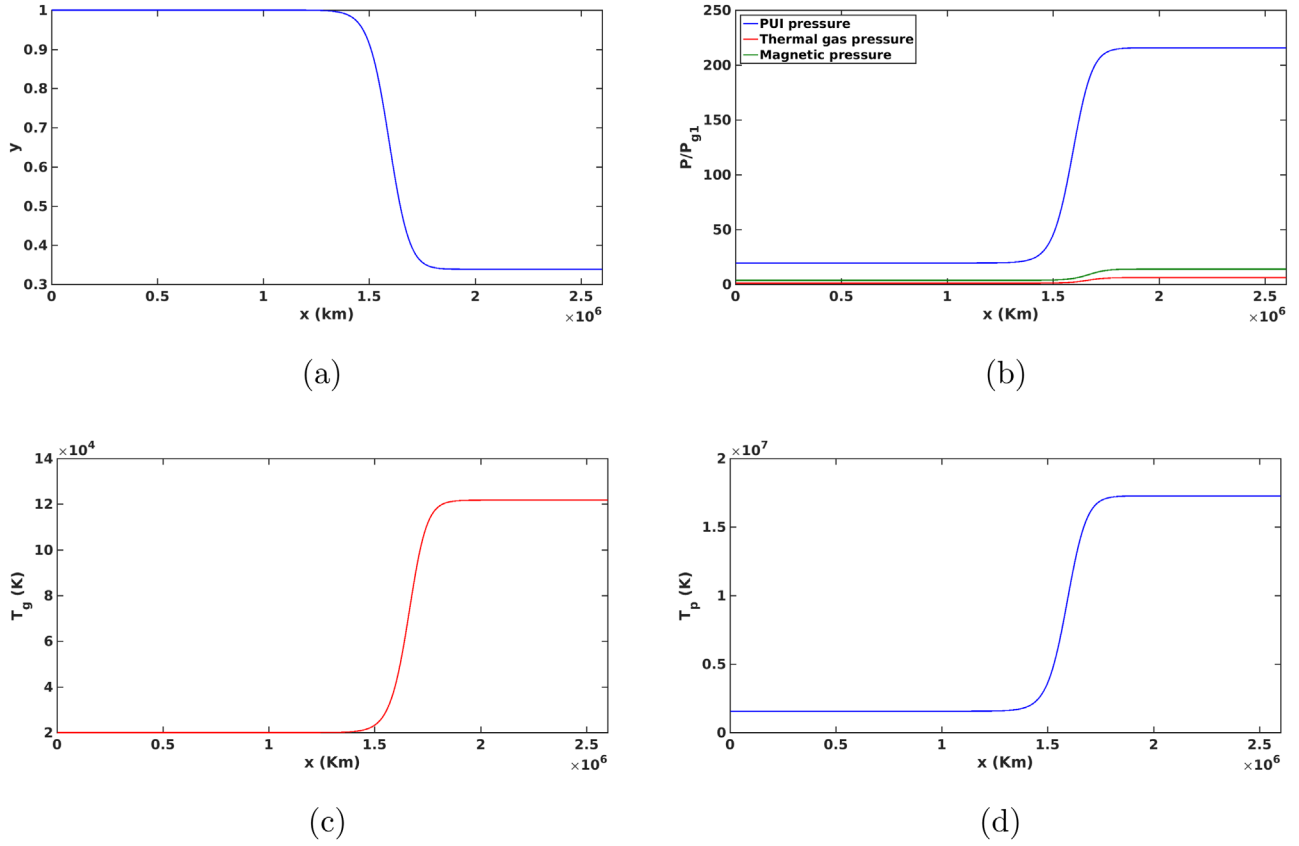 1
0.9
0.8
0.7
0.6
0.5
0.4
0.3
y
0 0.5 1 1.5 2 2.5
x (km) ×10^6
(a)
250
200
150
100
50
0
P/P_g1
PUI pressure
Thermal gas pressure
Magnetic pressure
0 0.5 1 1.5 2 2.5
x (Km) ×10^6
(b)
×10^4
14
12
10
8
6
4
2
T_g (K)
0 0.5 1 1.5 2 2.5
x (Km) ×10^6
(c)
×10^7
2
1.5
1
0.5
0
T_p (K)
0 0.5 1 1.5 2 2.5
x (Km) ×10^6
(d)